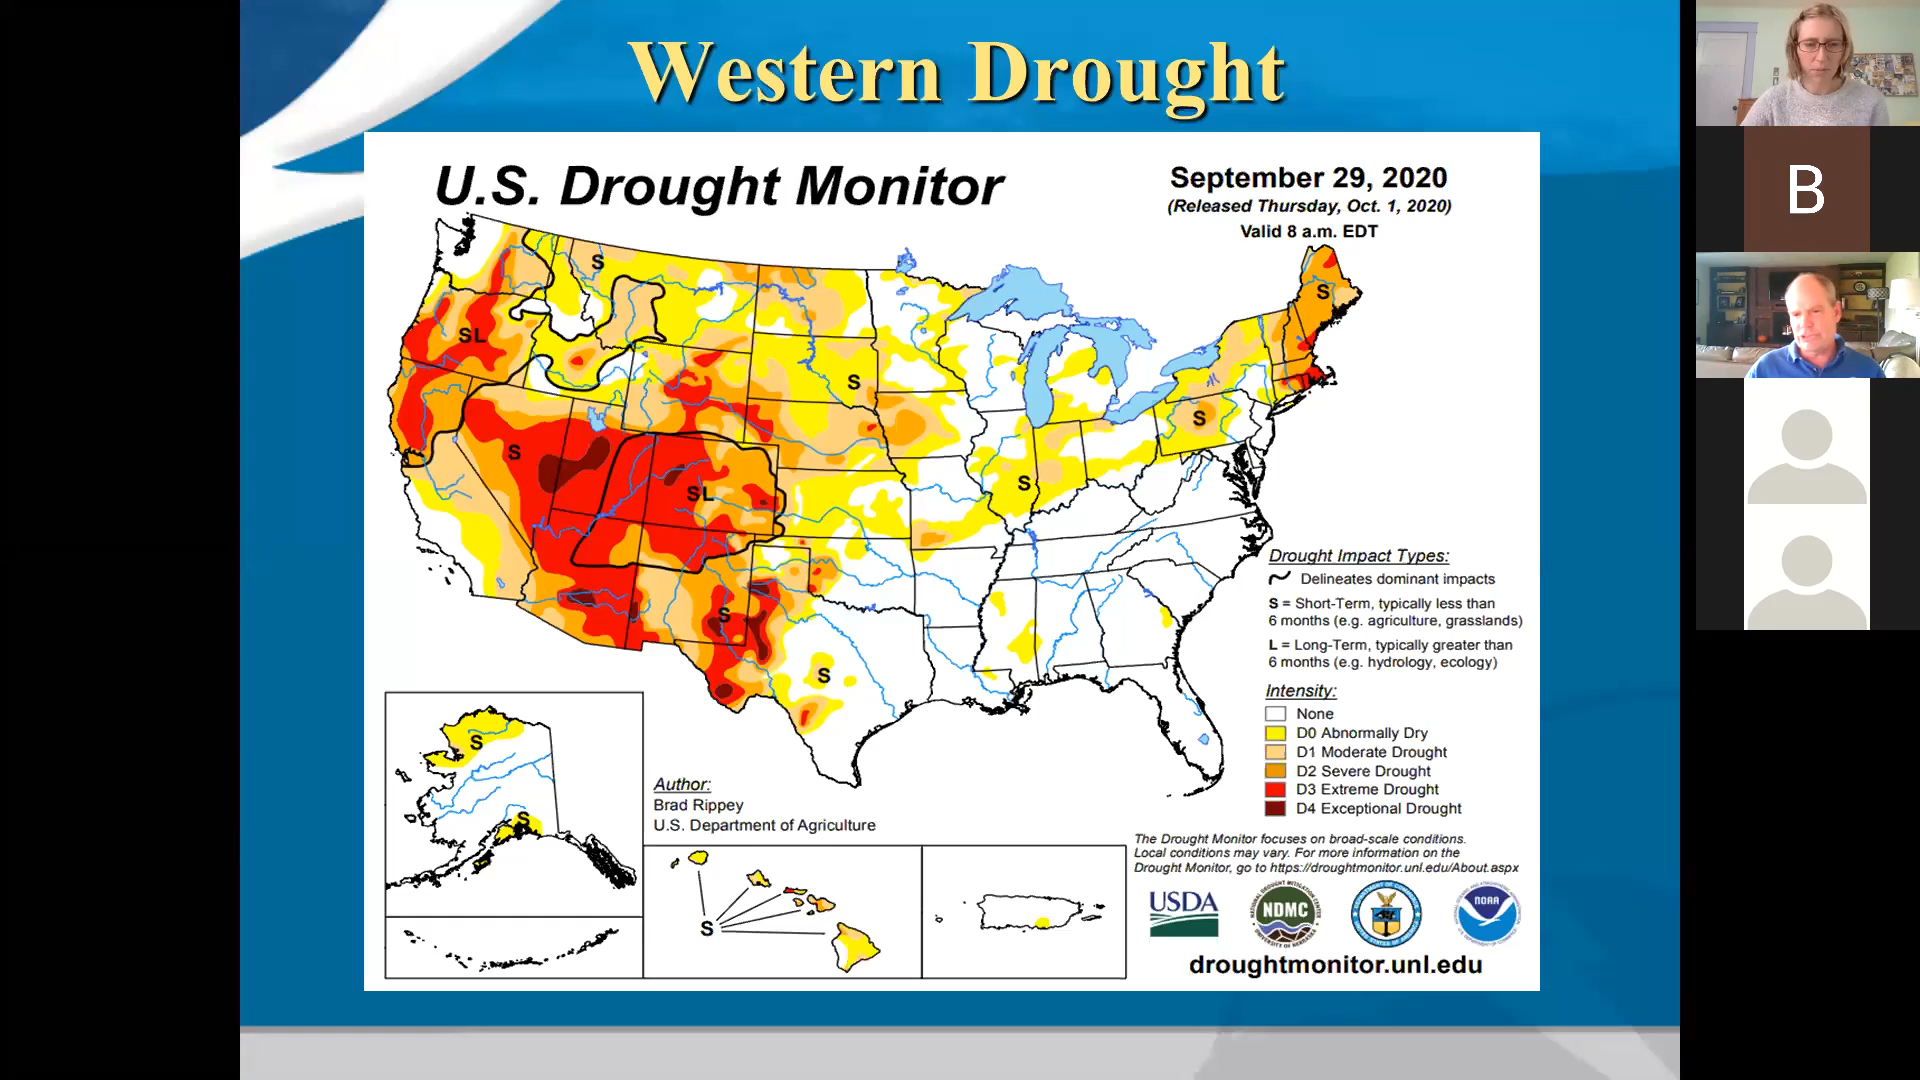 Western Drought
U.S. Drought Monitor
September 29, 2020
(Released Thursday, Oct. 1, 2020)
Valid 8 a.m. EDT
B
S
S
SL
S
S
S
S
SL
S
S
S
Drought Impact Types:
Delineates dominant impacts
S = Short-Term, typically less than
6 months (e.g. agriculture, grasslands)
L = Long-Term, typically greater than
6 months (e.g. hydrology, ecology)
Intensity:
None
D0 Abnormally Dry
D1 Moderate Drought
D2 Severe Drought
D3 Extreme Drought
D4 Exceptional Drought
S
S
Author:
Brad Rippey
U.S. Department of Agriculture
S
The Drought Monitor focuses on broad-scale conditions.
Local conditions may vary. For more information on the
Drought Monitor, go to https://droughtmonitor.unl.edu/About.aspx
USDA
NDMC
NOAA
droughtmonitor.unl.edu